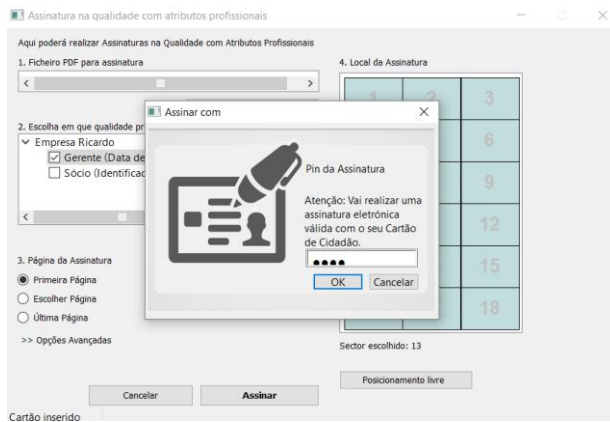 Assinatura na qualidade com atributos profissionais
Aqui poderá realizar Assinaturas na Qualidade com Atributos Profissionais
1. Ficheiro PDF para assinatura
2. Escolha em que qualidade
Empresa Ricardo
Gerente (Data de
Sócio
3. Página da Assinatura
Primeira Página
Escolher Página
Última Página
>> Opções Avançadas
Cancelar
Assinar
Cartão inserido
4. Local da Assinatura
3
6
9
12
15
18
Sector escolhido: 13
Posicionamento livre
Assinar com
Pin da Assinatura
Atenção: Vai realizar uma
assinatura eletrónica
válida com o seu Cartão
de Cidadão.
OK
Cancelar